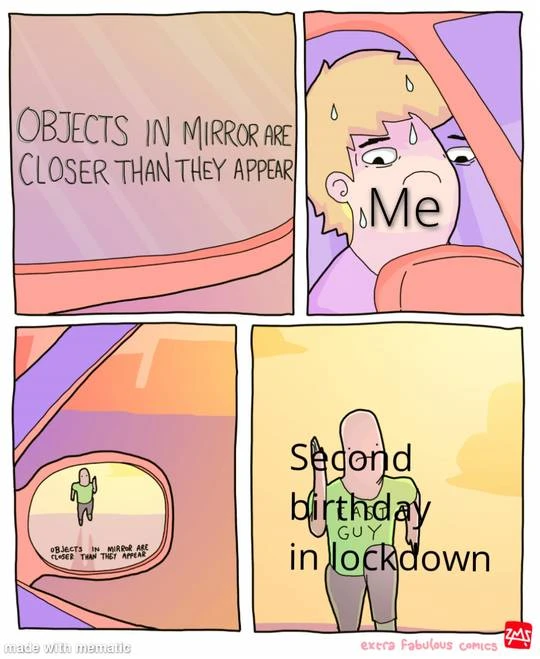 OBJECTS IN MIRROR ARE
CLOSER THAN THEY APPEAR
Me
OBJECTS IN MIRROR ARE
CLOSER THAN THEY APPEAR
Second
birthday
in lockdown
GUY
made with mematic
extra fabulous comics
ZMS